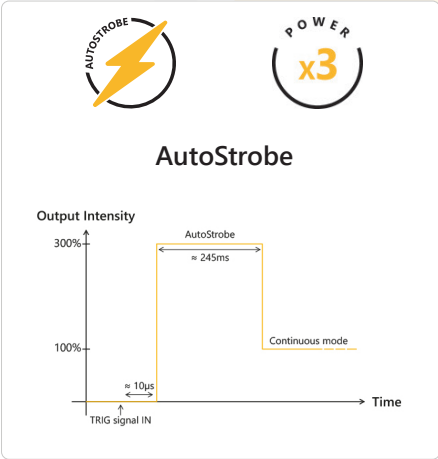 AUTOSTROBE
POWER
x3
AutoStrobe
Output Intensity
300%
AutoStrobe
≈ 245ms
100%
Continuous mode
≈ 10µs
Time
TRIG signal IN